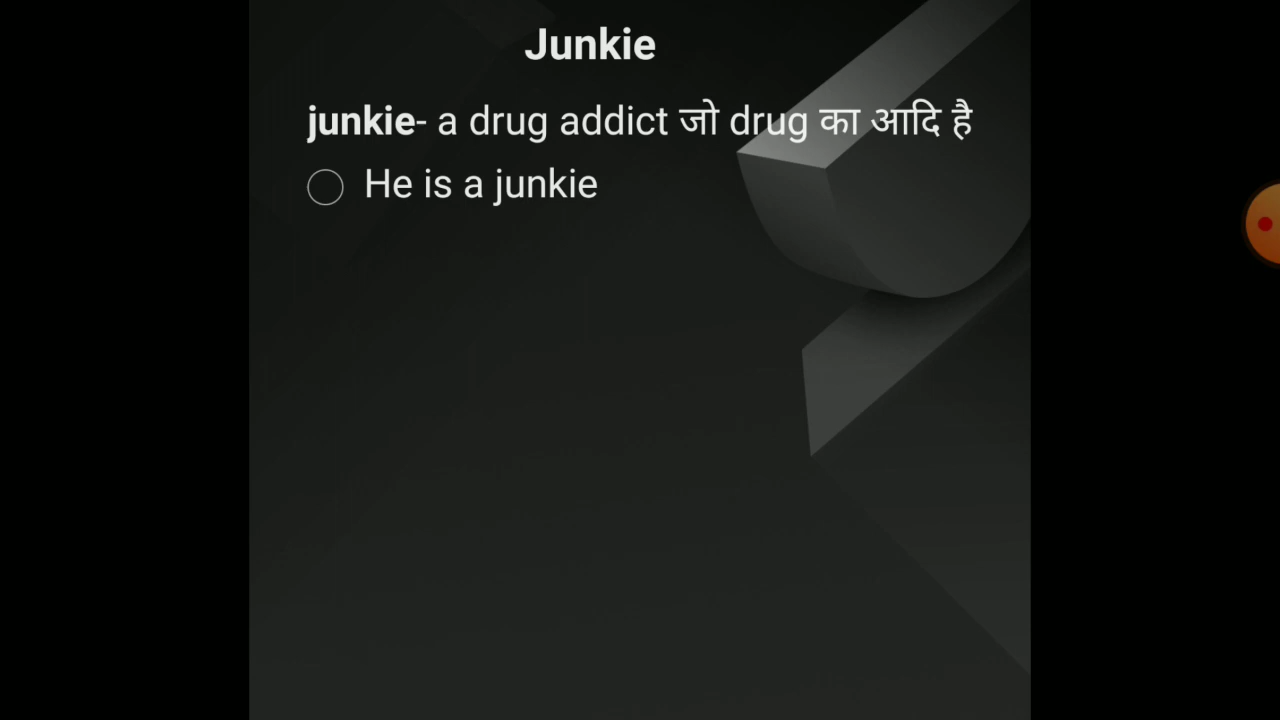 Junkie
junkie- a drug addict जो drug का आदि है
He is a junkie